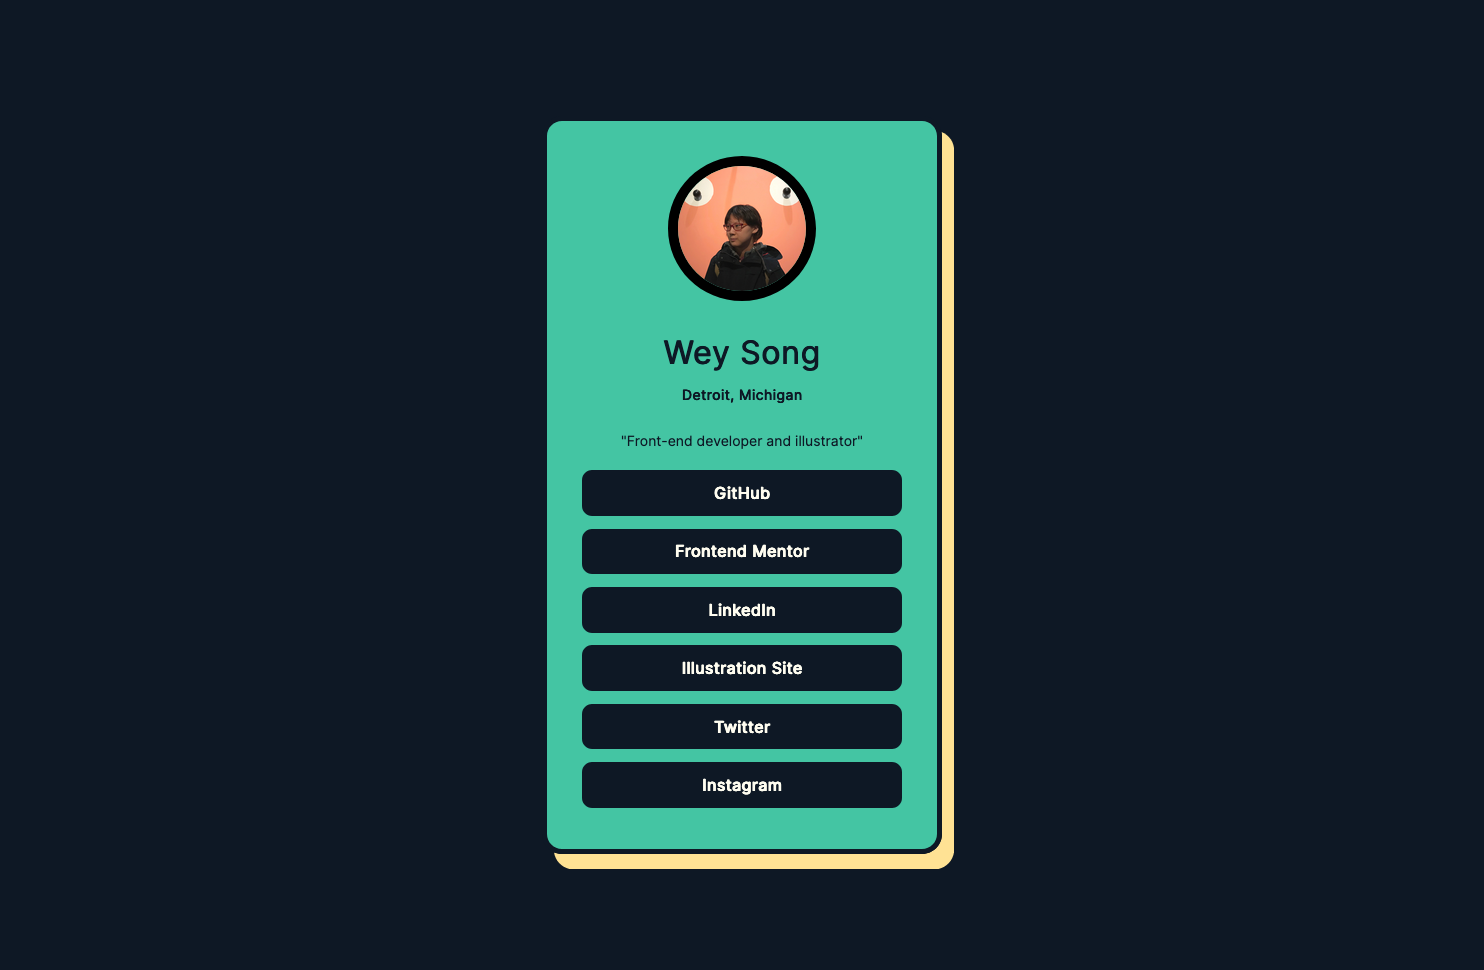 Wey Song
Detroit, Michigan
"Front-end developer and illustrator"
GitHub
Frontend Mentor
LinkedIn
Illustration Site
Twitter
Instagram